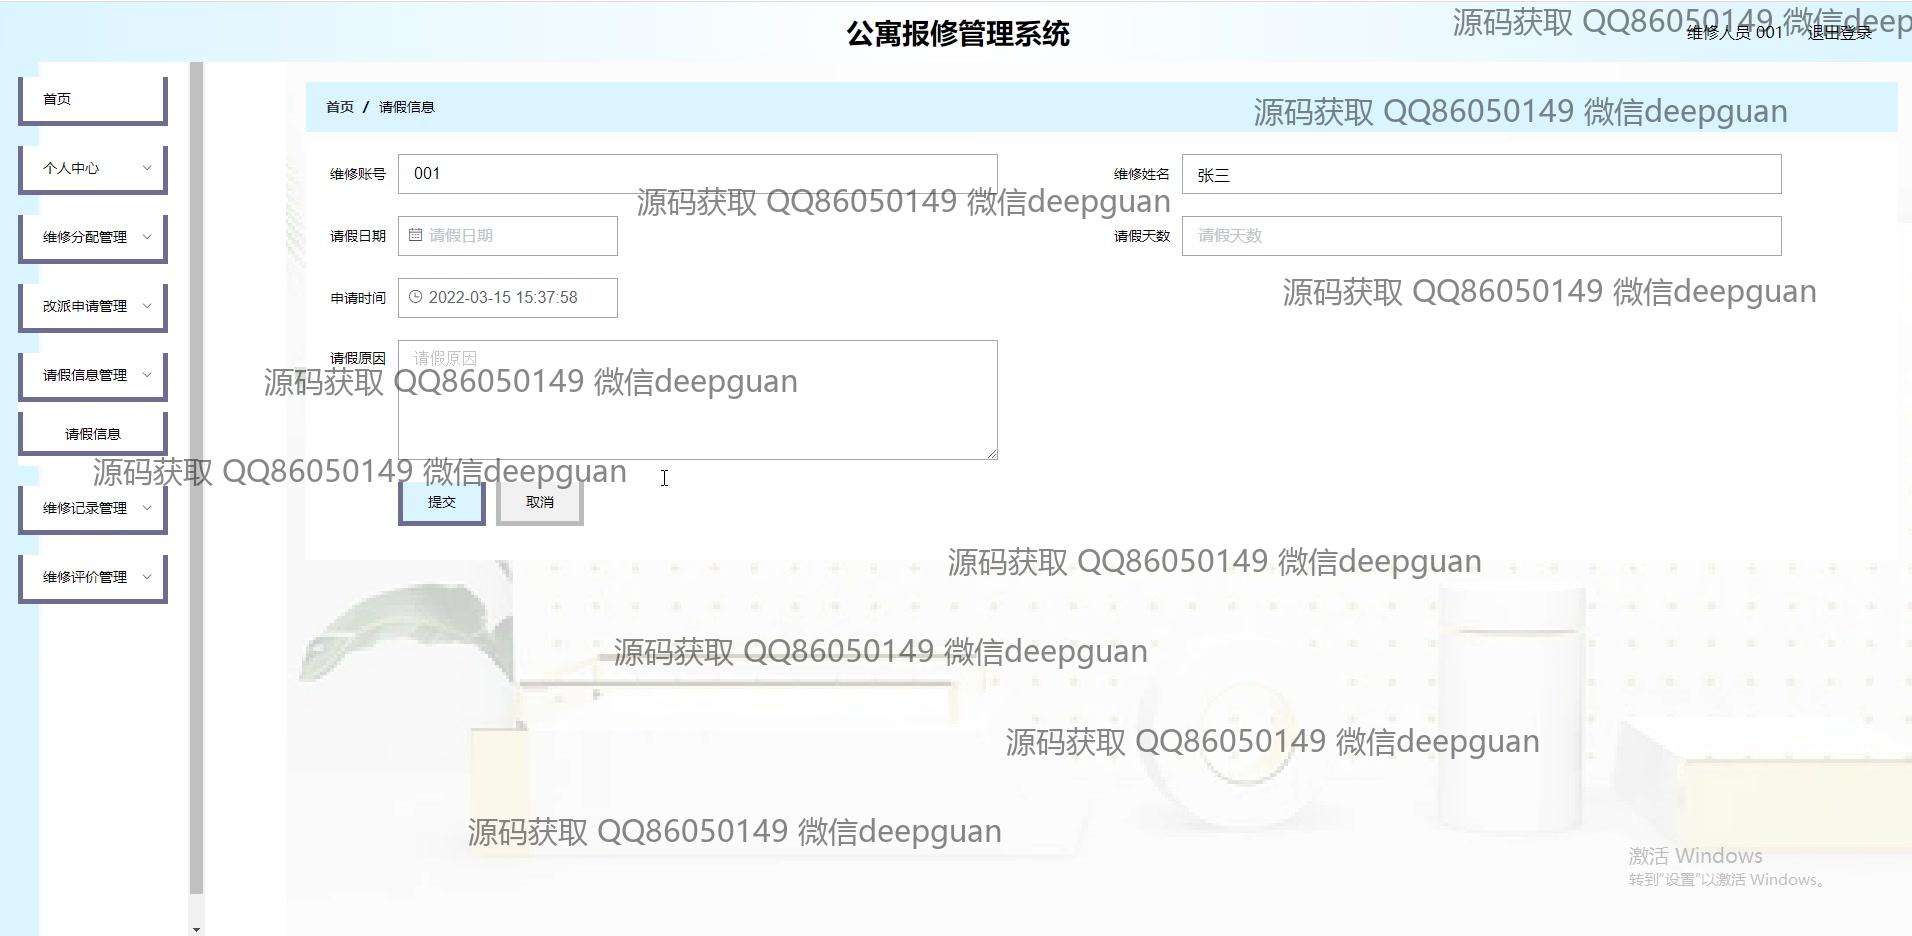 公寓报修管理系统
源码获取 QQ86050149 微信deep
维修人员 001
退出登录
首页
首页 / 请假信息
源码获取 QQ86050149 微信deepguan
个人中心
维修账号
001
维修姓名
张三
源码获取 QQ86050149 微信deepguan
维修分配管理
请假日期
请假日期
请假天数
请假天数
改派申请管理
申请时间
2022-03-15 15:37:58
源码获取 QQ86050149 微信deepguan
请假信息管理
请假原因
请假原因
源码获取 QQ86050149 微信deepguan
请假信息
源码获取 QQ86050149 微信deepguan
维修记录管理
提交
取消
源码获取 QQ86050149 微信deepguan
维修评价管理
源码获取 QQ86050149 微信deepguan
源码获取 QQ86050149 微信deepguan
源码获取 QQ86050149 微信deepguan
激活 Windows
转到“设置”以激活 Windows。